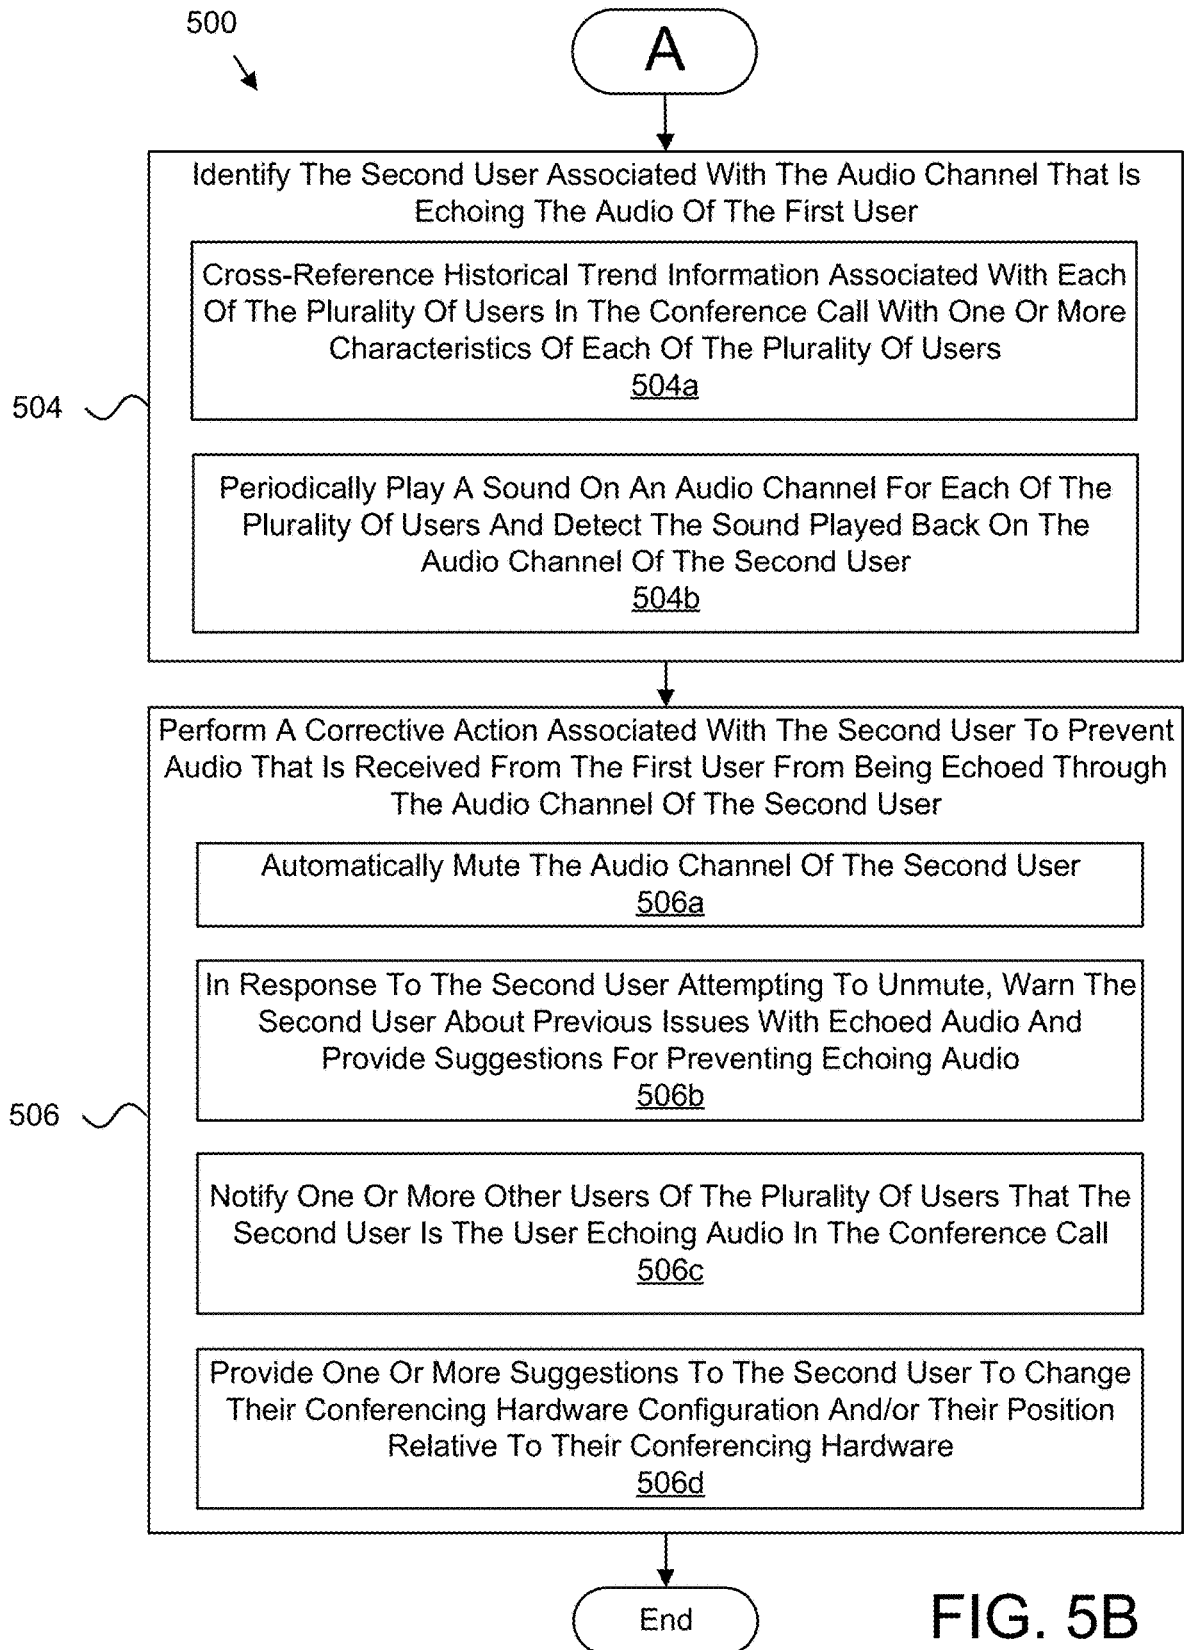 500
A
Identify The Second User Associated With The Audio Channel That Is
Echoing The Audio Of The First User
Cross-Reference Historical Trend Information Associated With Each
Of The Plurality Of Users In The Conference Call With One Or More
Characteristics Of Each Of The Plurality Of Users
504a
504
Periodically Play A Sound On An Audio Channel For Each Of The
Plurality Of Users And Detect The Sound Played Back On The
Audio Channel Of The Second User
504b
Perform A Corrective Action Associated With The Second User To Prevent
Audio That Is Received From The First User From Being Echoed Through
The Audio Channel Of The Second User
Automatically Mute The Audio Channel Of The Second User
506a
In Response To The Second User Attempting To Unmute, Warn The
Second User About Previous Issues With Echoed Audio And
Provide Suggestions For Preventing Echoing Audio
506b
506
Notify One Or More Other Users Of The Plurality Of Users That The
Second User Is The User Echoing Audio In The Conference Call
506c
Provide One Or More Suggestions To The Second User To Change
Their Conferencing Hardware Configuration And/or Their Position
Relative To Their Conferencing Hardware
506d
End
FIG. 5B